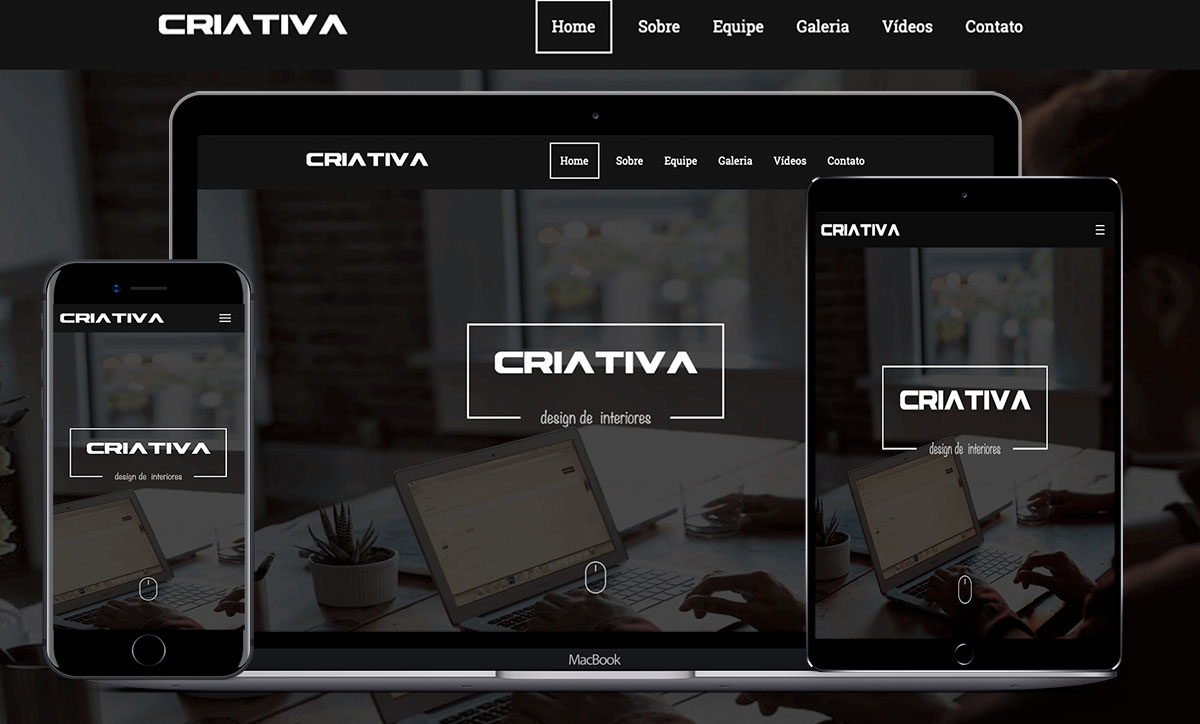 CRIATIVA Home Sobre Equipe Galeria Vídeos Contato
CRIATIVA Home Sobre Equipe Galeria Vídeos Contato
CRIATIVA
design de interiores
MacBook
CRIATIVA
CRIATIVA
design de interiores
CRIATIVA
CRIATIVA
design de interiores